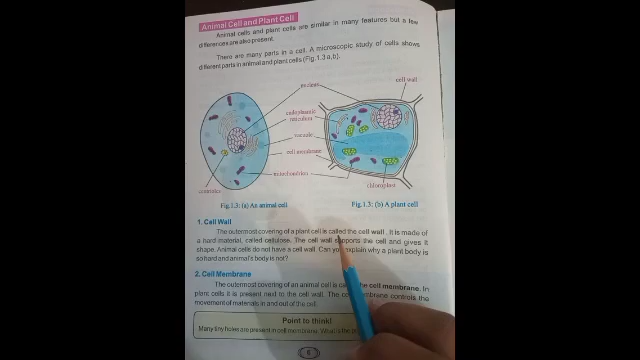 Animal Cell and Plant Cell
Animal cells and plant cells are similar in many features but a few
differences are also present.
There are many parts in a cell. A microscopic study of cells shows
different parts in animal and plant cells (Fig.1.3 a,b).
cell wall
nucleus
endoplasmic
reticulum
vacuole
cell membrane
mitochondrion
centrioles
chloroplast
Fig.1.3: (a) An animal cell
Fig.1.3: (b) A plant cell
1. Cell Wall
The outermost covering of a plant cell is called the cell wall . It is made of
a hard material, called cellulose. The cell wall supports the cell and gives it
shape. Animal cells do not have a cell wall. Can you explain why a plant body is
so hard and animal's body is not?
2. Cell Membrane
The outermost covering of an animal cell is the cell membrane. In
plant cells it is present next to the cell wall. The membrane controls the
movement of materials in and out of the cell.
Point to think!
Many tiny holes are present in cell membrane. What is the
6